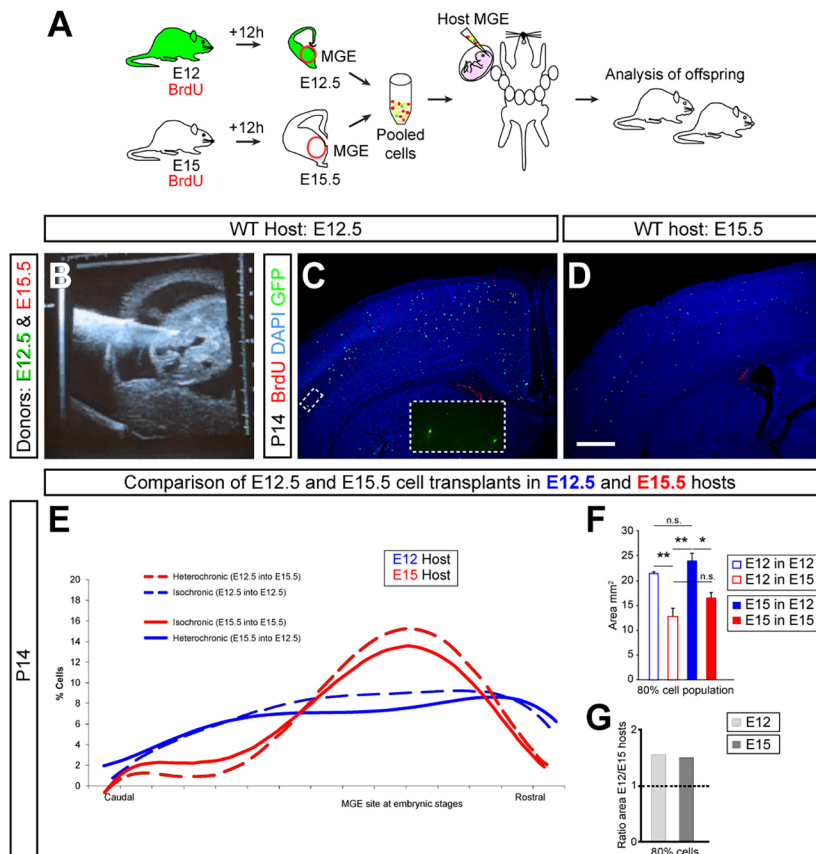 A
+12h
E12
BrdU
MGE
E12.5
+12h
E15
BrdU
MGE
E15.5
Pooled
cells
Host MGE
Analysis of offspring
WT Host: E12.5
WT host: E15.5
Donors: E12.5 & E15.5
B
P14 BrdU DAPI GFP
C
D
Comparison of E12.5 and E15.5 cell transplants in E12.5 and E15.5 hosts
P14
E
E12 Host
E15 Host
Heterochronic (E12.5 into E15.5)
Isochronic (E12.5 into E12.5)
Isochronic (E15.5 into E15.5)
Heterochronic (E15.5 into E12.5)
% Cells
20
18
16
14
12
10
8
6
4
2
0
Caudal
MGE site at embrynic stages
Rostral
F
Area mm²
30
25
20
15
10
5
0
n.s.
** ** *
n.s.
80% cell population
E12 in E12
E12 in E15
E15 in E12
E15 in E15
G
Ratio area E12/E15 hosts
2
1
0
80% cells
E12
E15